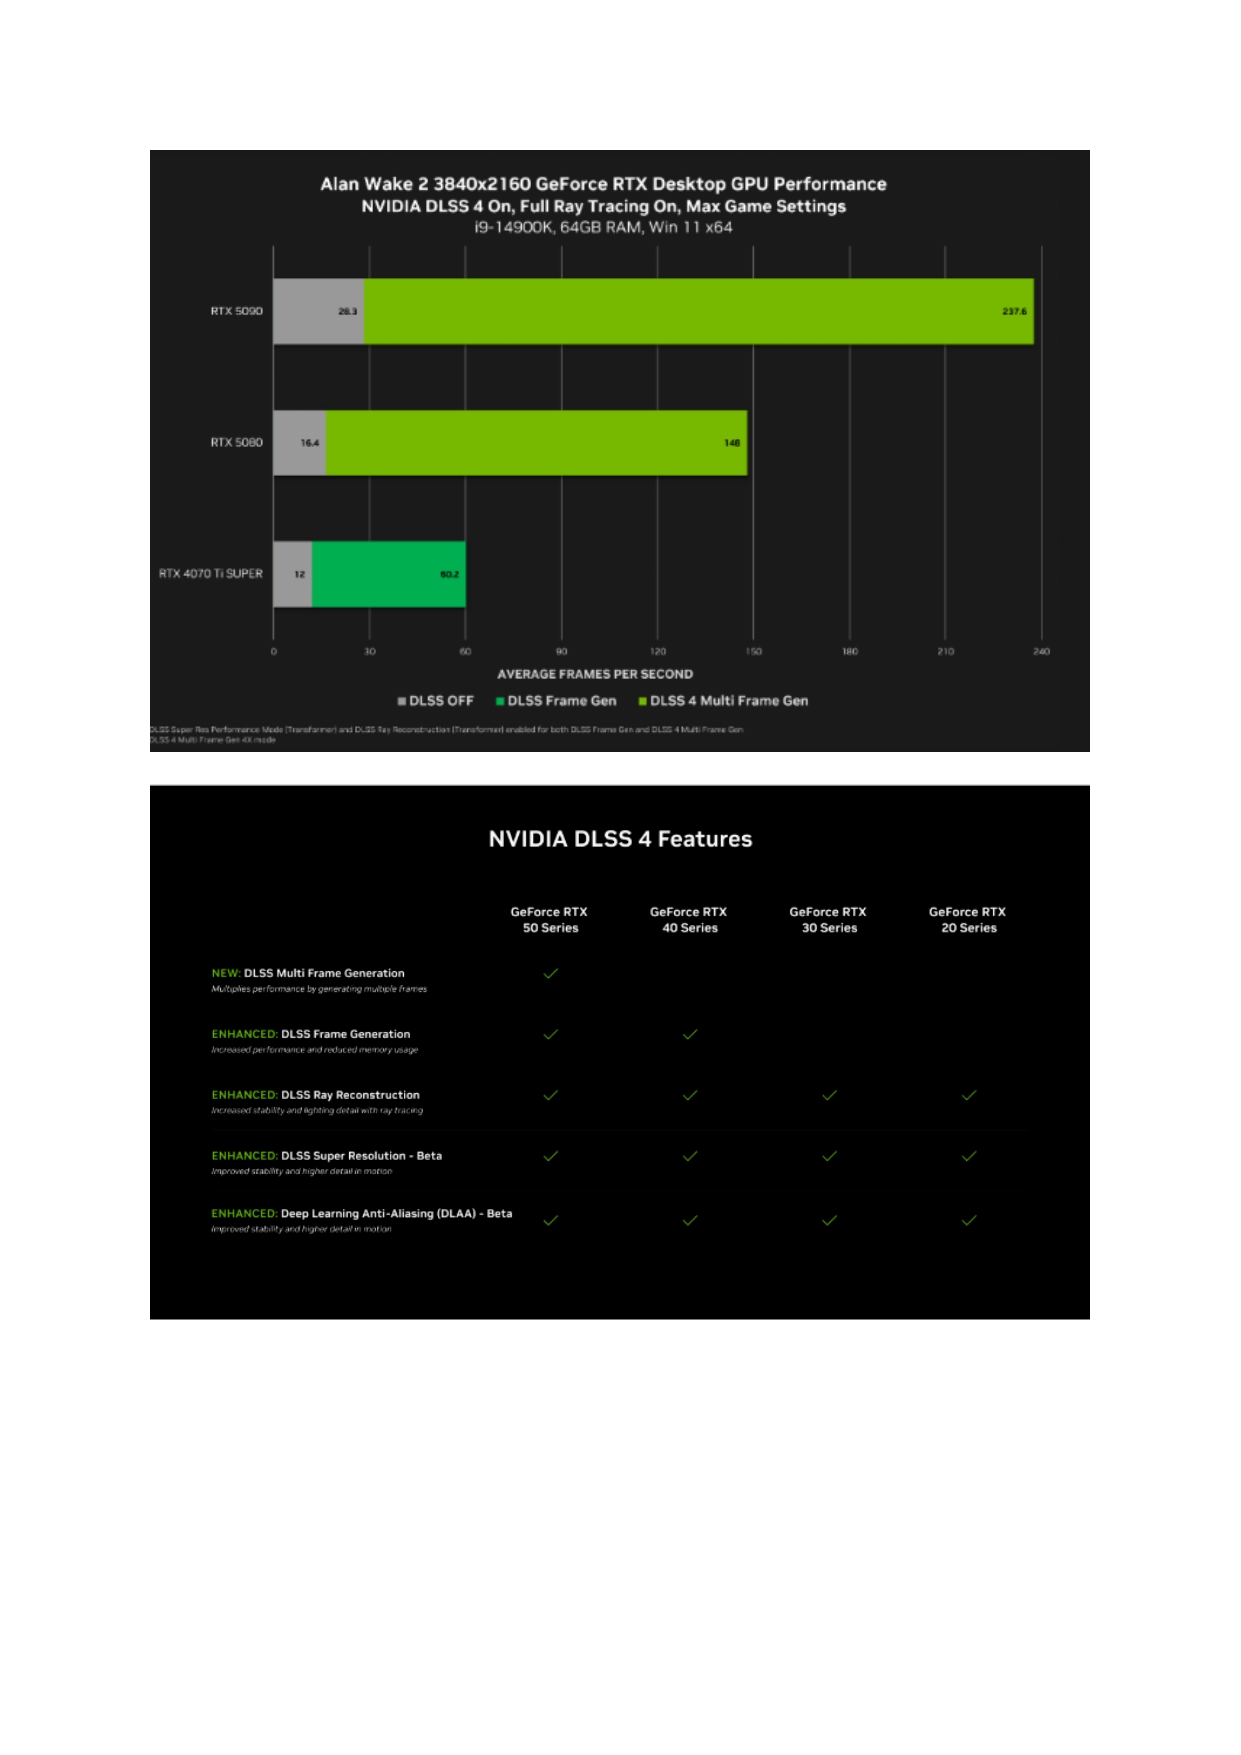 Alan Wake 2 3840x2160 GeForce RTX Desktop GPU Performance
NVIDIA DLSS 4 On, Full Ray Tracing On, Max Game Settings
i9-14900K, 64GB RAM, Win 11 x64
RTX 5090 28.3 237.6
RTX 5080 16.4 148
RTX 4070 Ti SUPER 12 60.2
0 30 60 90 120 150 180 210 240
AVERAGE FRAMES PER SECOND
DLSS OFF DLSS Frame Gen DLSS 4 Multi Frame Gen
DLSS Super Res Performance Mode (Transformer) and DLSS Ray Reconstruction (Transformer) enabled for both DLSS Frame Gen and DLSS 4 Multi Frame Gen
DLSS 4 Multi Frame Gen 4X mode
NVIDIA DLSS 4 Features
GeForce RTX GeForce RTX GeForce RTX GeForce RTX
50 Series 40 Series 30 Series 20 Series
NEW: DLSS Multi Frame Generation
Multiplies performance by generating multiple frames
ENHANCED: DLSS Frame Generation
Increased performance and reduced memory usage
ENHANCED: DLSS Ray Reconstruction
Increased stability and lighting detail with ray tracing
ENHANCED: DLSS Super Resolution - Beta
Improved stability and higher detail in motion
ENHANCED: Deep Learning Anti-Aliasing (DLAA) - Beta
Improved stability and higher detail in motion